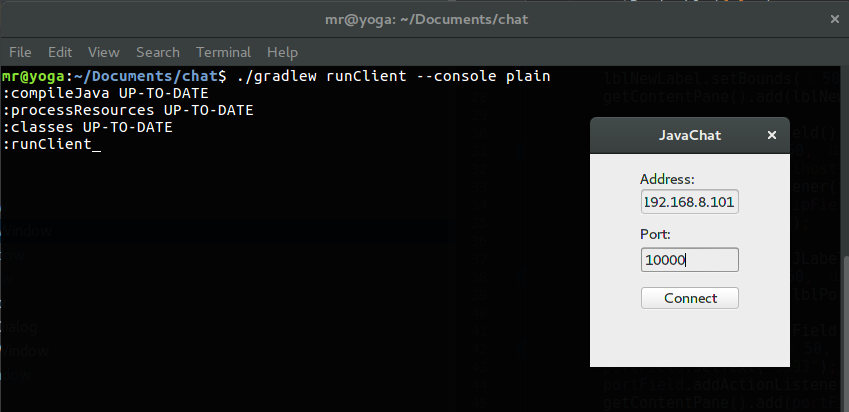 mr@yoga: ~/Documents/chat
File Edit View Search Terminal Help
mr@yoga:~/Documents/chat$ ./gradlew runClient --console plain
:compileJava UP-TO-DATE
:processResources UP-TO-DATE
:classes UP-TO-DATE
:runClient_
JavaChat
Address:
192.168.8.101
Port:
10000
Connect